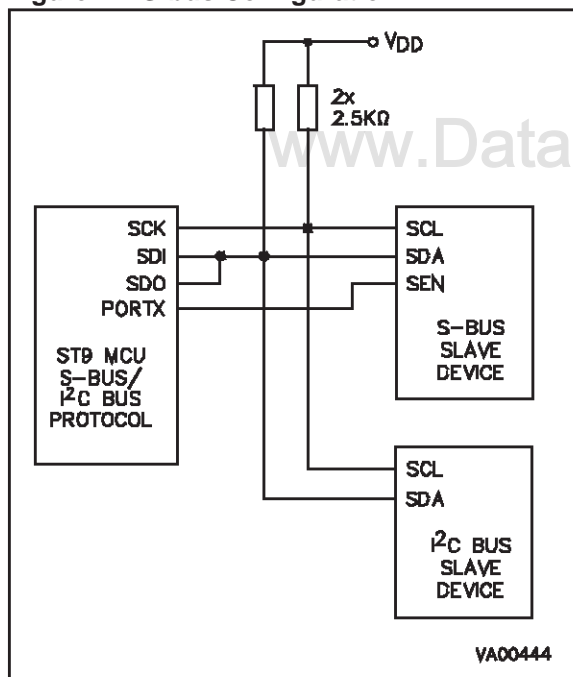 VDD
2x
2.5KΩ
www.Data
SCK
SDI
SDO
PORTX
ST9 MCU
S-BUS/
I²C BUS
PROTOCOL
SCL
SDA
SEN
S-BUS
SLAVE
DEVICE
SCL
SDA
I²C BUS
SLAVE
DEVICE
VA00444